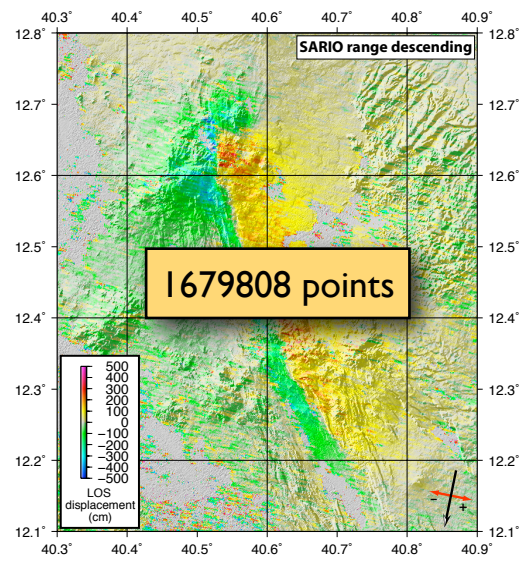 40.3˚ 40.4˚ 40.5˚ 40.6˚ 40.7˚ 40.8˚ 40.9˚
12.8˚ 12.8˚
SARIO range descending
12.7˚ 12.7˚
12.6˚ 12.6˚
12.5˚ 12.5˚
1679808 points
12.4˚ 12.4˚
500
400
300
200
100
0
−100
−200
−300
−400
−500
LOS
displacement
(cm)
12.3˚ 12.3˚
12.2˚ 12.2˚
− +
12.1˚ 12.1˚
40.3˚ 40.4˚ 40.5˚ 40.6˚ 40.7˚ 40.8˚ 40.9˚